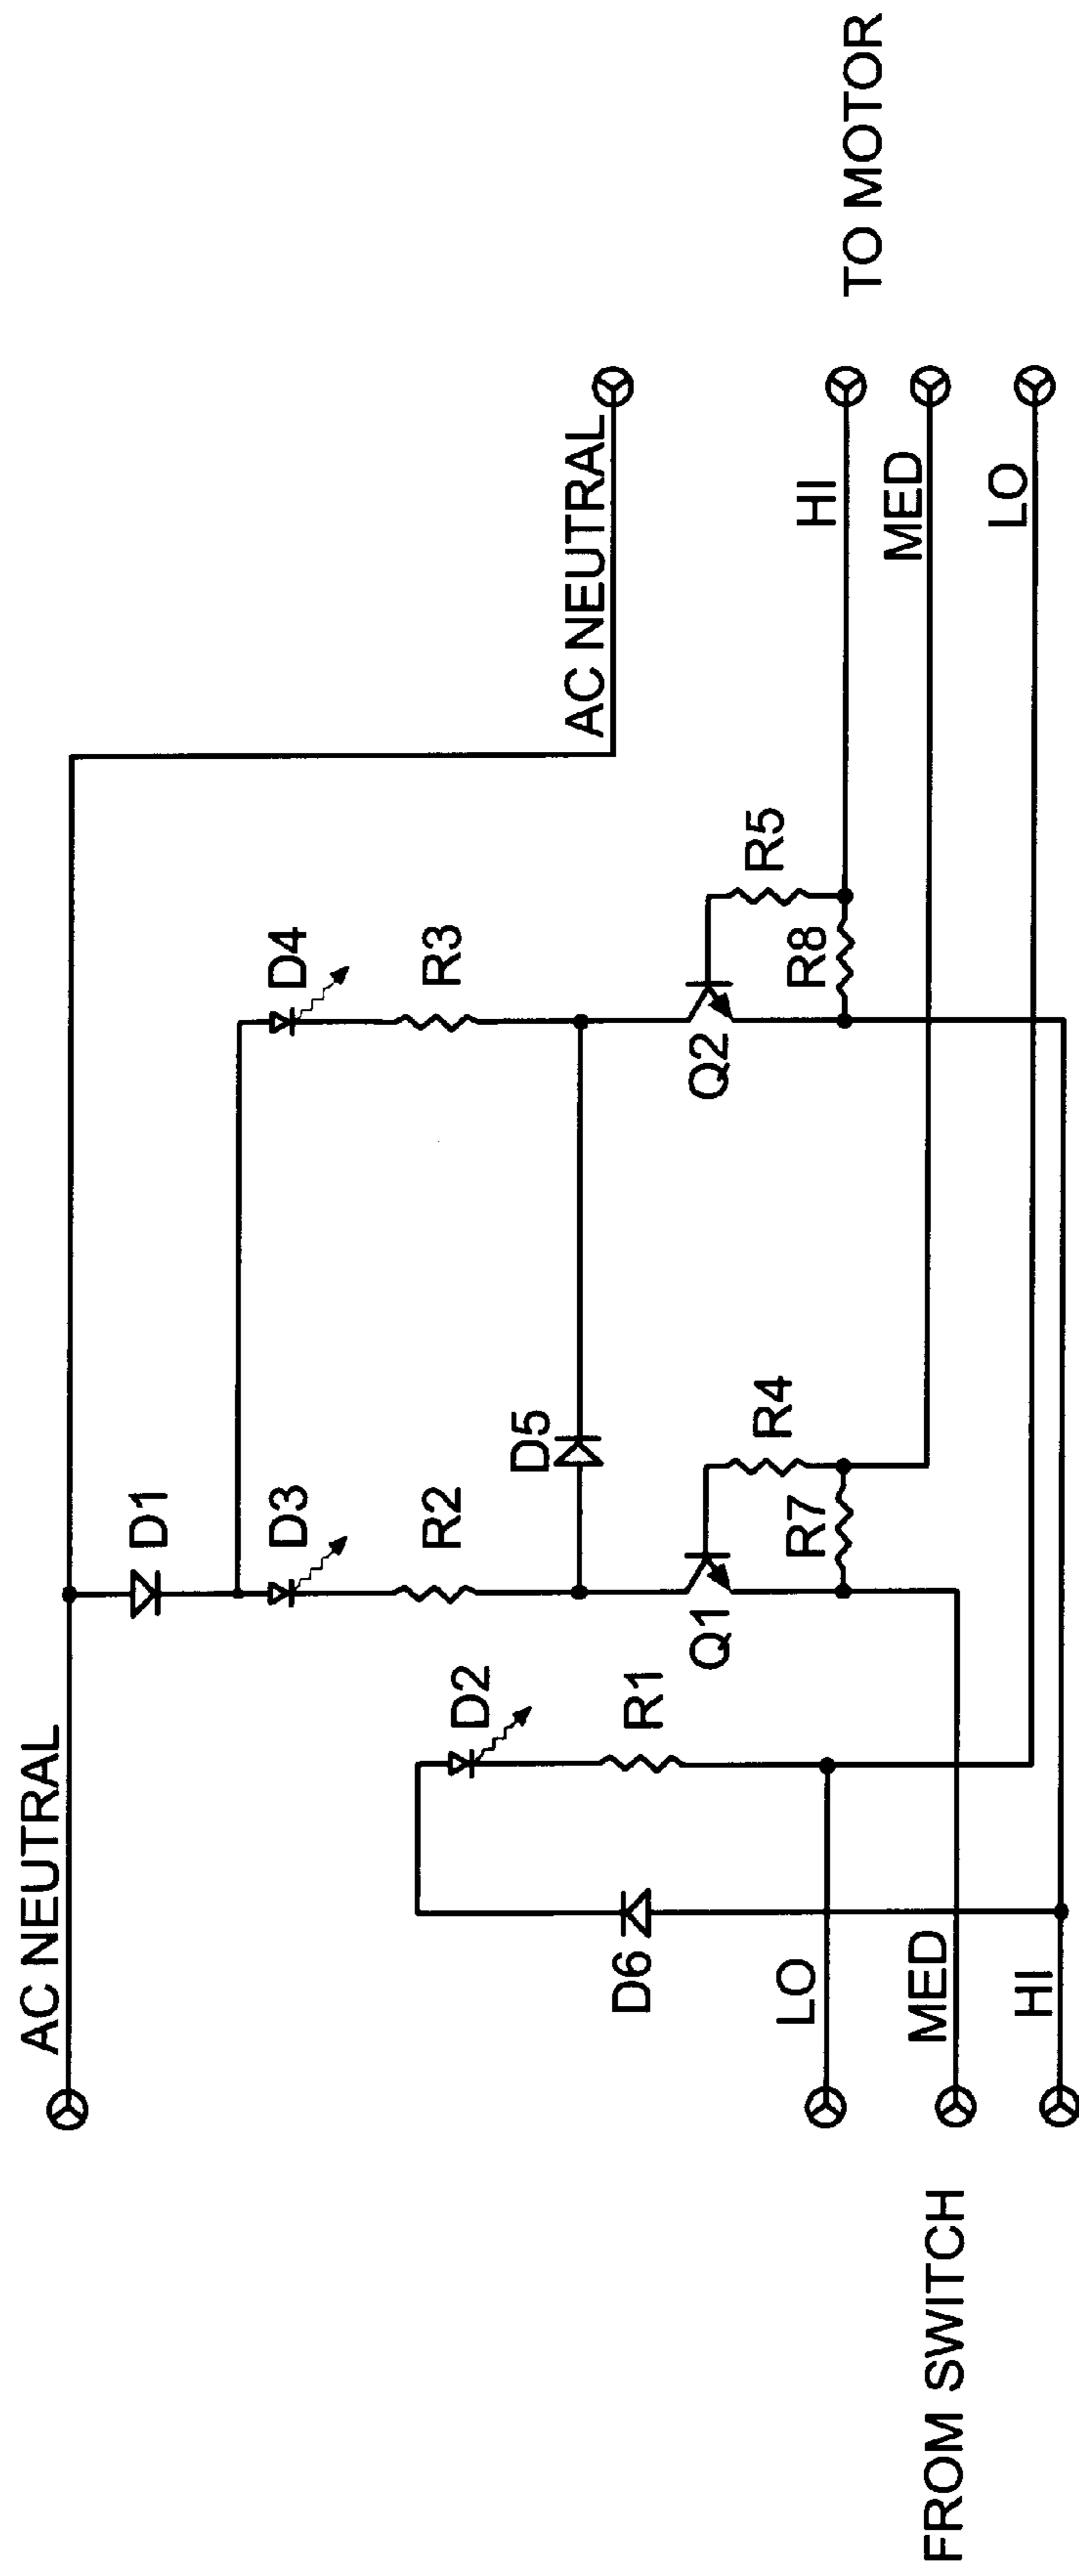 AC NEUTRAL
D1
D3
D4
D2
R2
R3
D5
AC NEUTRAL
D6
R1
Q1
R4
R7
Q2
R5
R8
LO
MED
HI
HI
MED
LO
FROM SWITCH
TO MOTOR